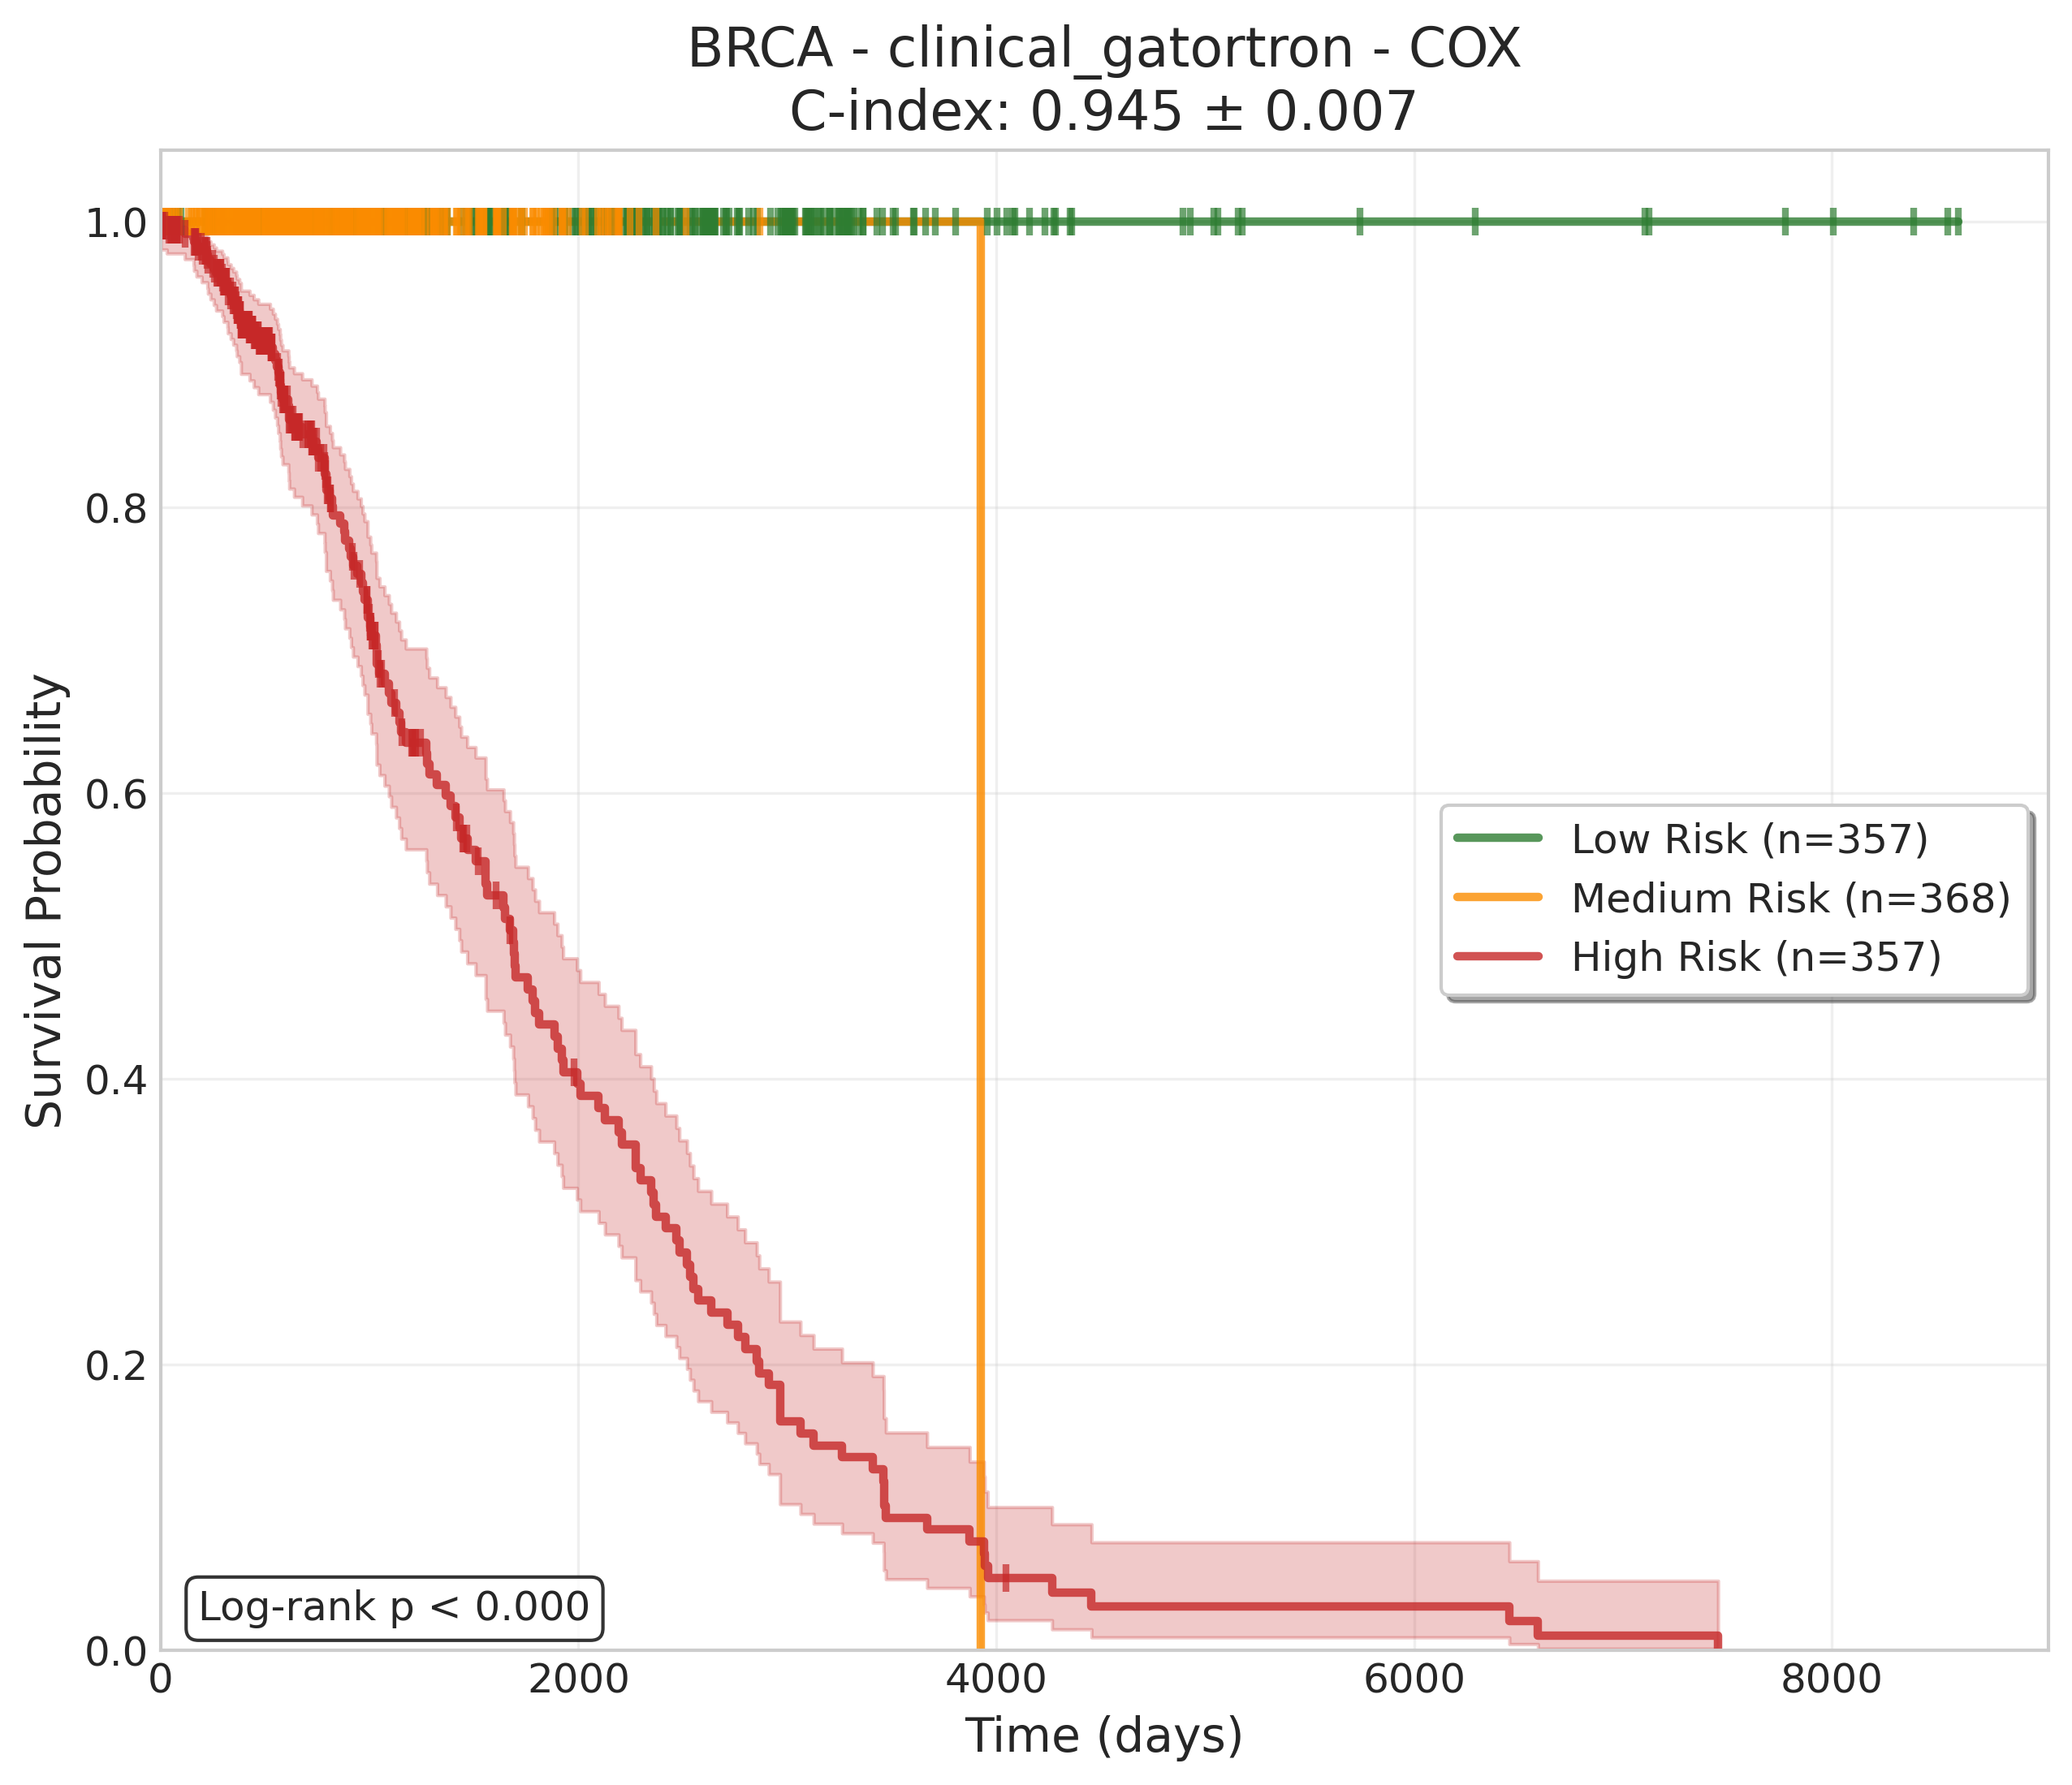 BRCA - clinical_gatortron - COX
C-index: 0.945 ± 0.007
Survival Probability
1.0
0.8
0.6
0.4
0.2
0.0
Low Risk (n=357)
Medium Risk (n=368)
High Risk (n=357)
Log-rank p < 0.000
0 2000 4000 6000 8000
Time (days)